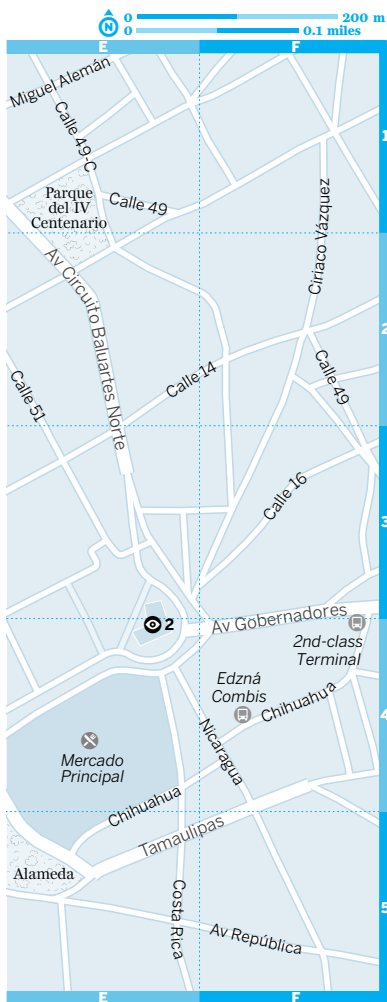 0
200 m
N
0
0.1 miles
E
F
Miguel Alemán
1
Calle 49-C
Parque
del IV
Centenario
Calle 49
Ciriaco Vázquez
Av Circuito Baluartes Norte
2
Calle 14
Calle 49
Calle 51
Calle 16
3
2
Av Gobernadores
2nd-class
Terminal
Edzná
Combis
Chihuahua
4
Nicaragua
Mercado
Principal
Chihuahua
Tamaulipas
Alameda
Costa Rica
5
Av República
E
F